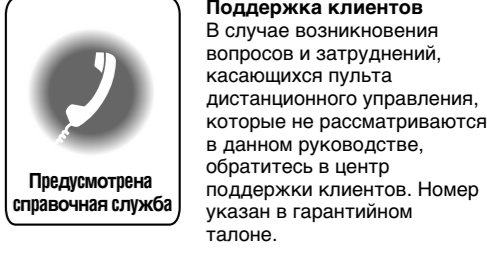 Поддержка клиентов
В случае возникновения
вопросов и затруднений,
касающихся пульта
дистанционного управления,
которые не рассматриваются
в данном руководстве,
обратитесь в центр
поддержки клиентов. Номер
указан в гарантийном
талоне.
Предусмотрена
справочная служба